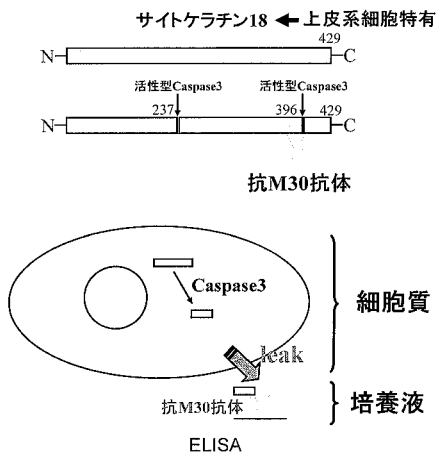 サイトケラチン18 ← 上皮系細胞特有
429
N C
活性型Caspase3 活性型Caspase3
237 396 429
N C
抗M30抗体
Caspase3
細胞質
leak
抗M30抗体
培養液
ELISA